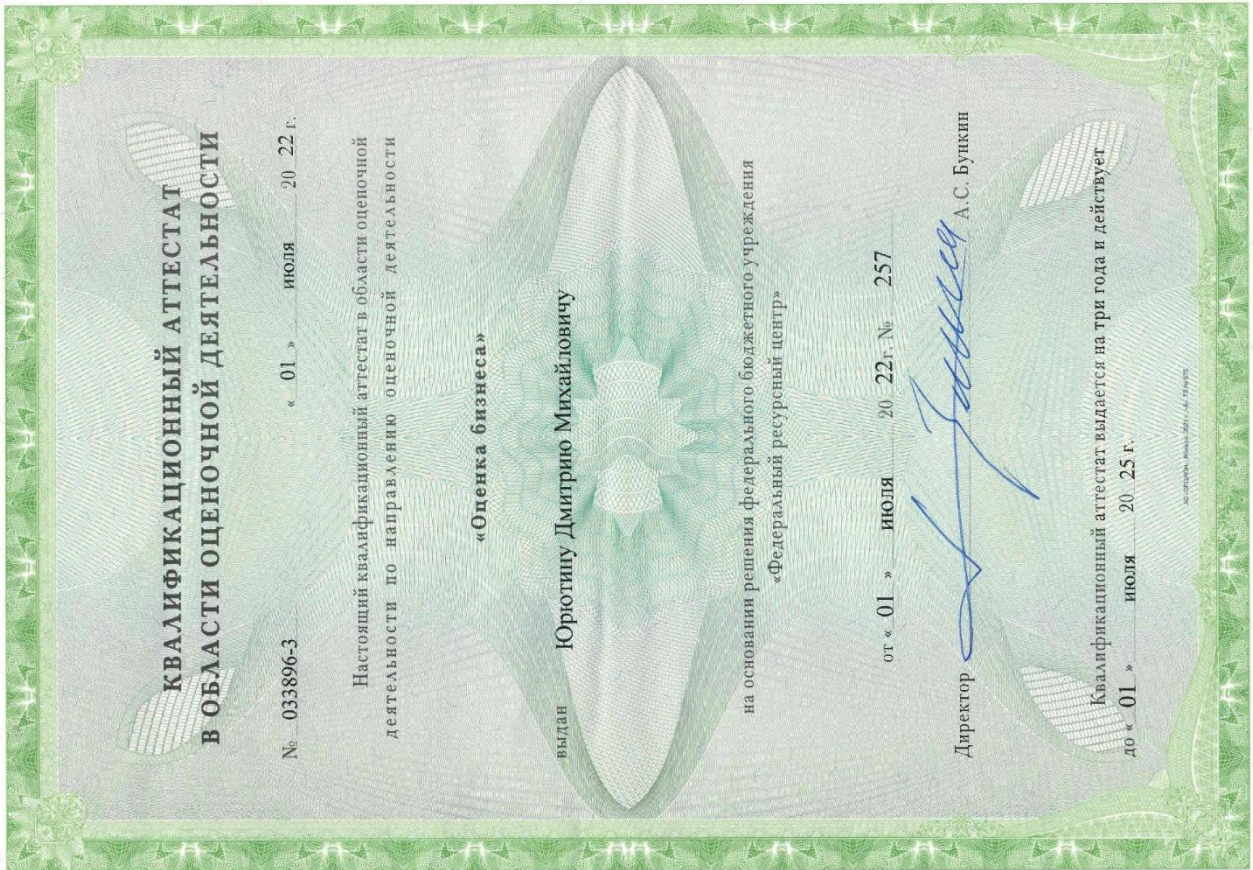 КВАЛИФИКАЦИОННЫЙ АТТЕСТАТ
В ОБЛАСТИ ОЦЕНОЧНОЙ ДЕЯТЕЛЬНОСТИ
№ 033896-3 « 01 » июля 20 22 г.
Настоящий квалификационный аттестат в области оценочной
деятельности по направлению оценочной деятельности
«Оценка бизнеса»
выдан Юрютину Дмитрию Михайловичу
на основании решения федерального бюджетного учреждения
«Федеральный ресурсный центр»
от « 01 » июля 20 22г. № 257
Директор А.С. Бункин
Квалификационный аттестат выдается на три года и действует
до « 01 » июля 20 25 г.